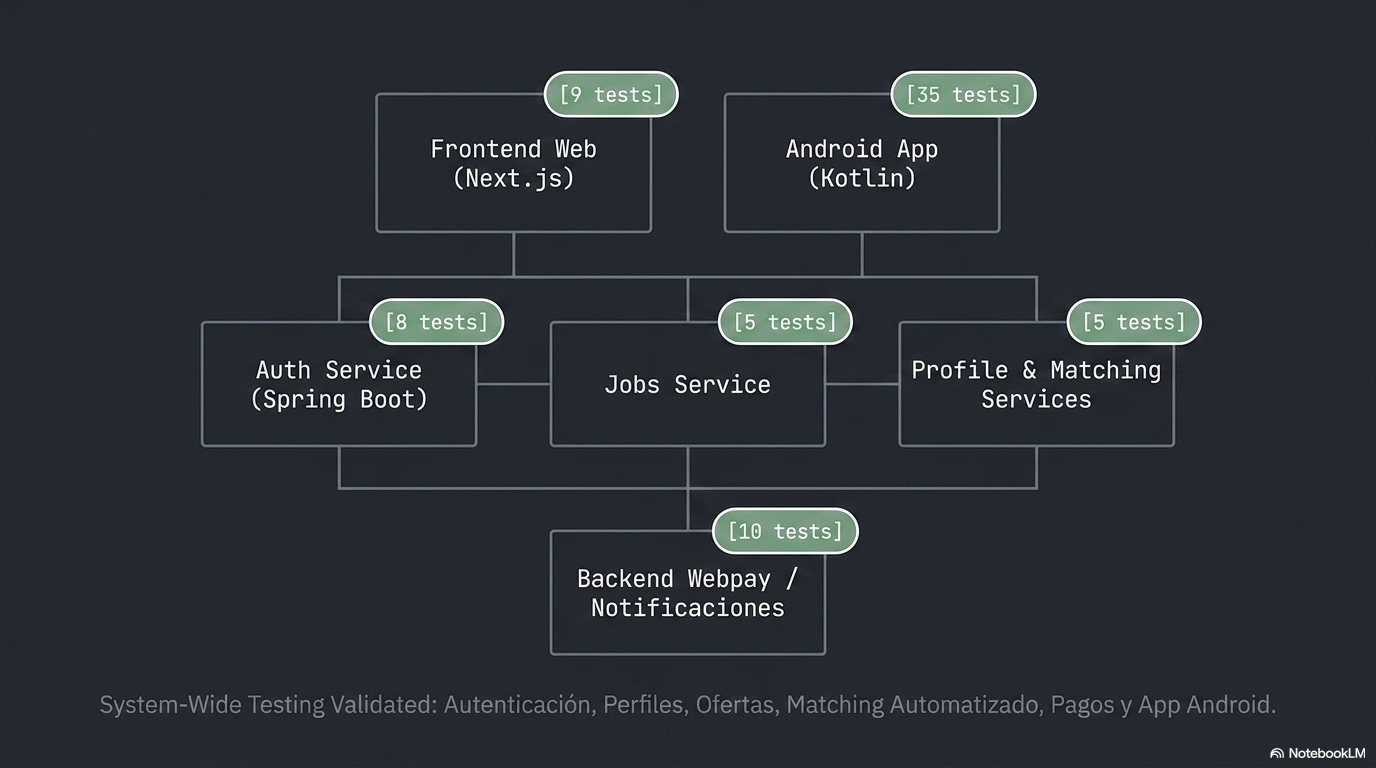 [9 tests]
[35 tests]
Frontend Web
(Next.js)
Android App
(Kotlin)
[8 tests]
[5 tests]
[5 tests]
Auth Service
(Spring Boot)
Jobs Service
Profile & Matching
Services
[10 tests]
Backend Webpay /
Notificaciones
System-Wide Testing Validated: Autenticación, Perfiles, Ofertas, Matching Automatizado, Pagos y App Android.
NotebookLM